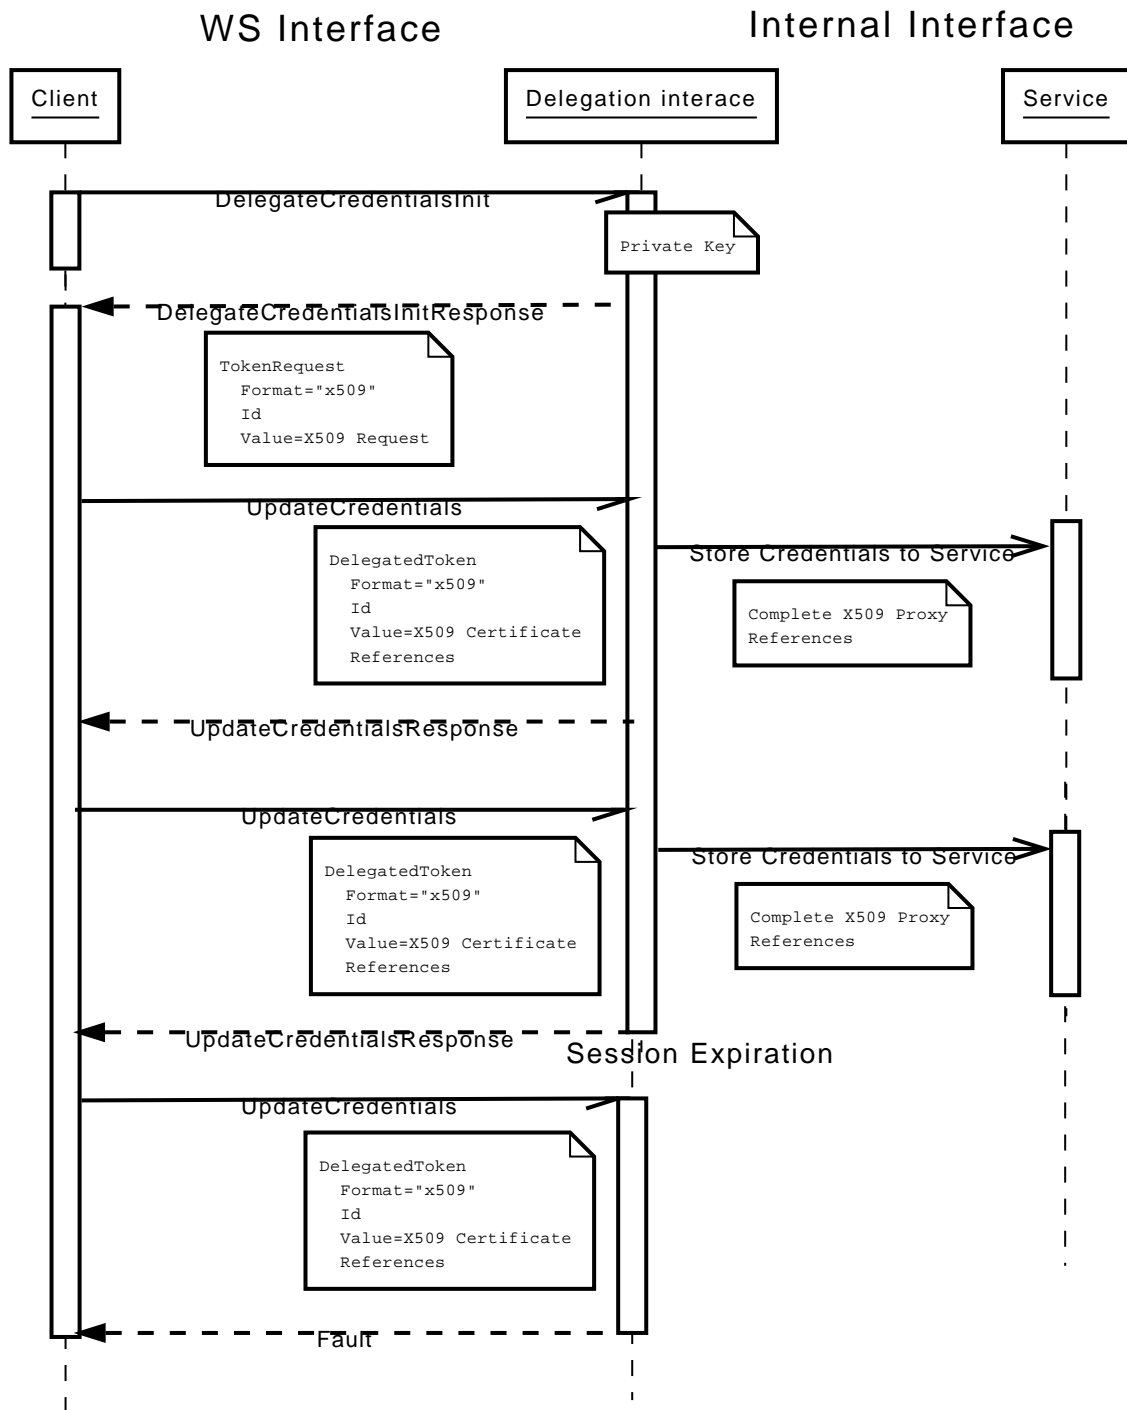 WS Interface
Internal Interface
Client
Delegation interace
Service
DelegateCredentialsInit
Private Key
DelegateCredentialsInitResponse
TokenRequest
Format="x509"
Id
Value=X509 Request
UpdateCredentials
DelegatedToken
Format="x509"
Id
Value=X509 Certificate
References
Store Credentials to Service
Complete X509 Proxy
References
UpdateCredentialsResponse
UpdateCredentials
DelegatedToken
Format="x509"
Id
Value=X509 Certificate
References
Store Credentials to Service
Complete X509 Proxy
References
UpdateCredentialsResponse
Session Expiration
UpdateCredentials
DelegatedToken
Format="x509"
Id
Value=X509 Certificate
References
Fault